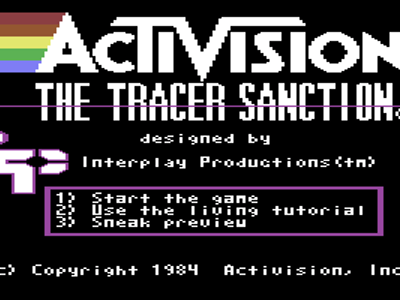 ACTIVISION
THE TRACER SANCTION
designed by
Interplay Productions(tm)
1) Start the game
2) Use the living tutorial
3) Sneak preview
c) Copyright 1984 Activision, Inc